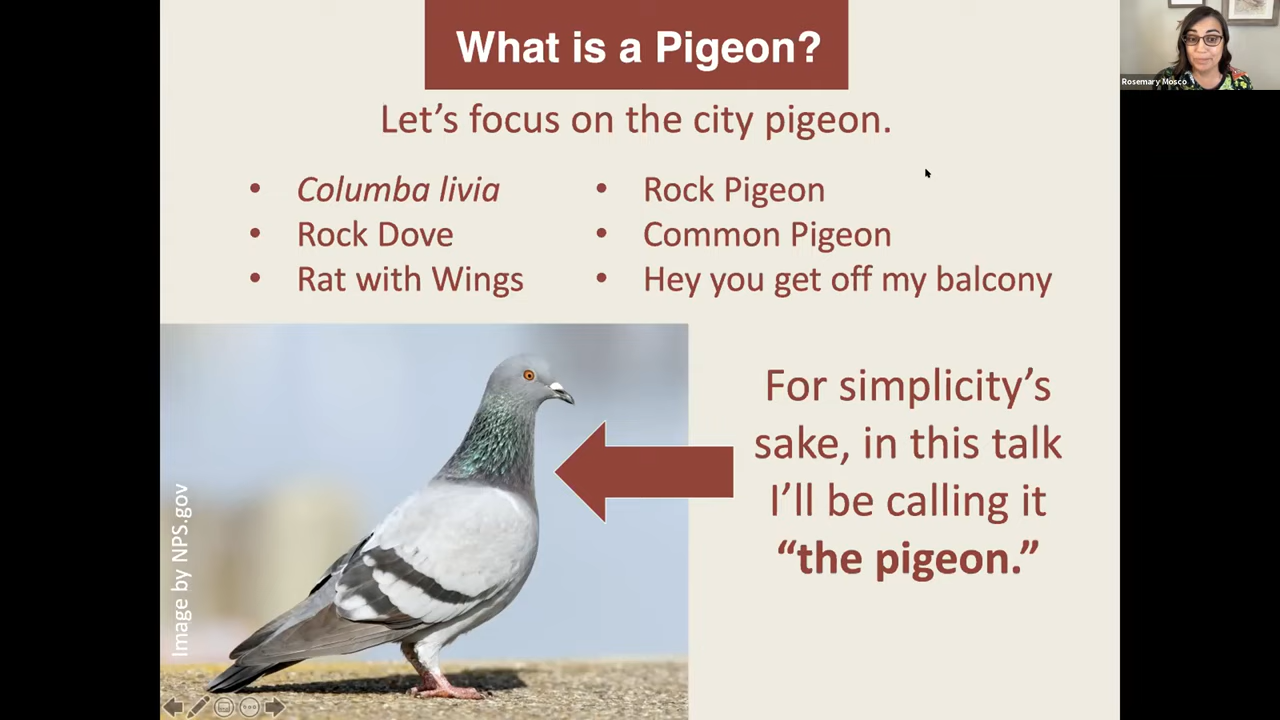 What is a Pigeon?
Rosemary Mosco
Let's focus on the city pigeon.
• Columba livia
• Rock Dove
• Rat with Wings
• Rock Pigeon
• Common Pigeon
• Hey you get off my balcony
For simplicity's
sake, in this talk
I'll be calling it
“the pigeon.”
Image by NPS.gov